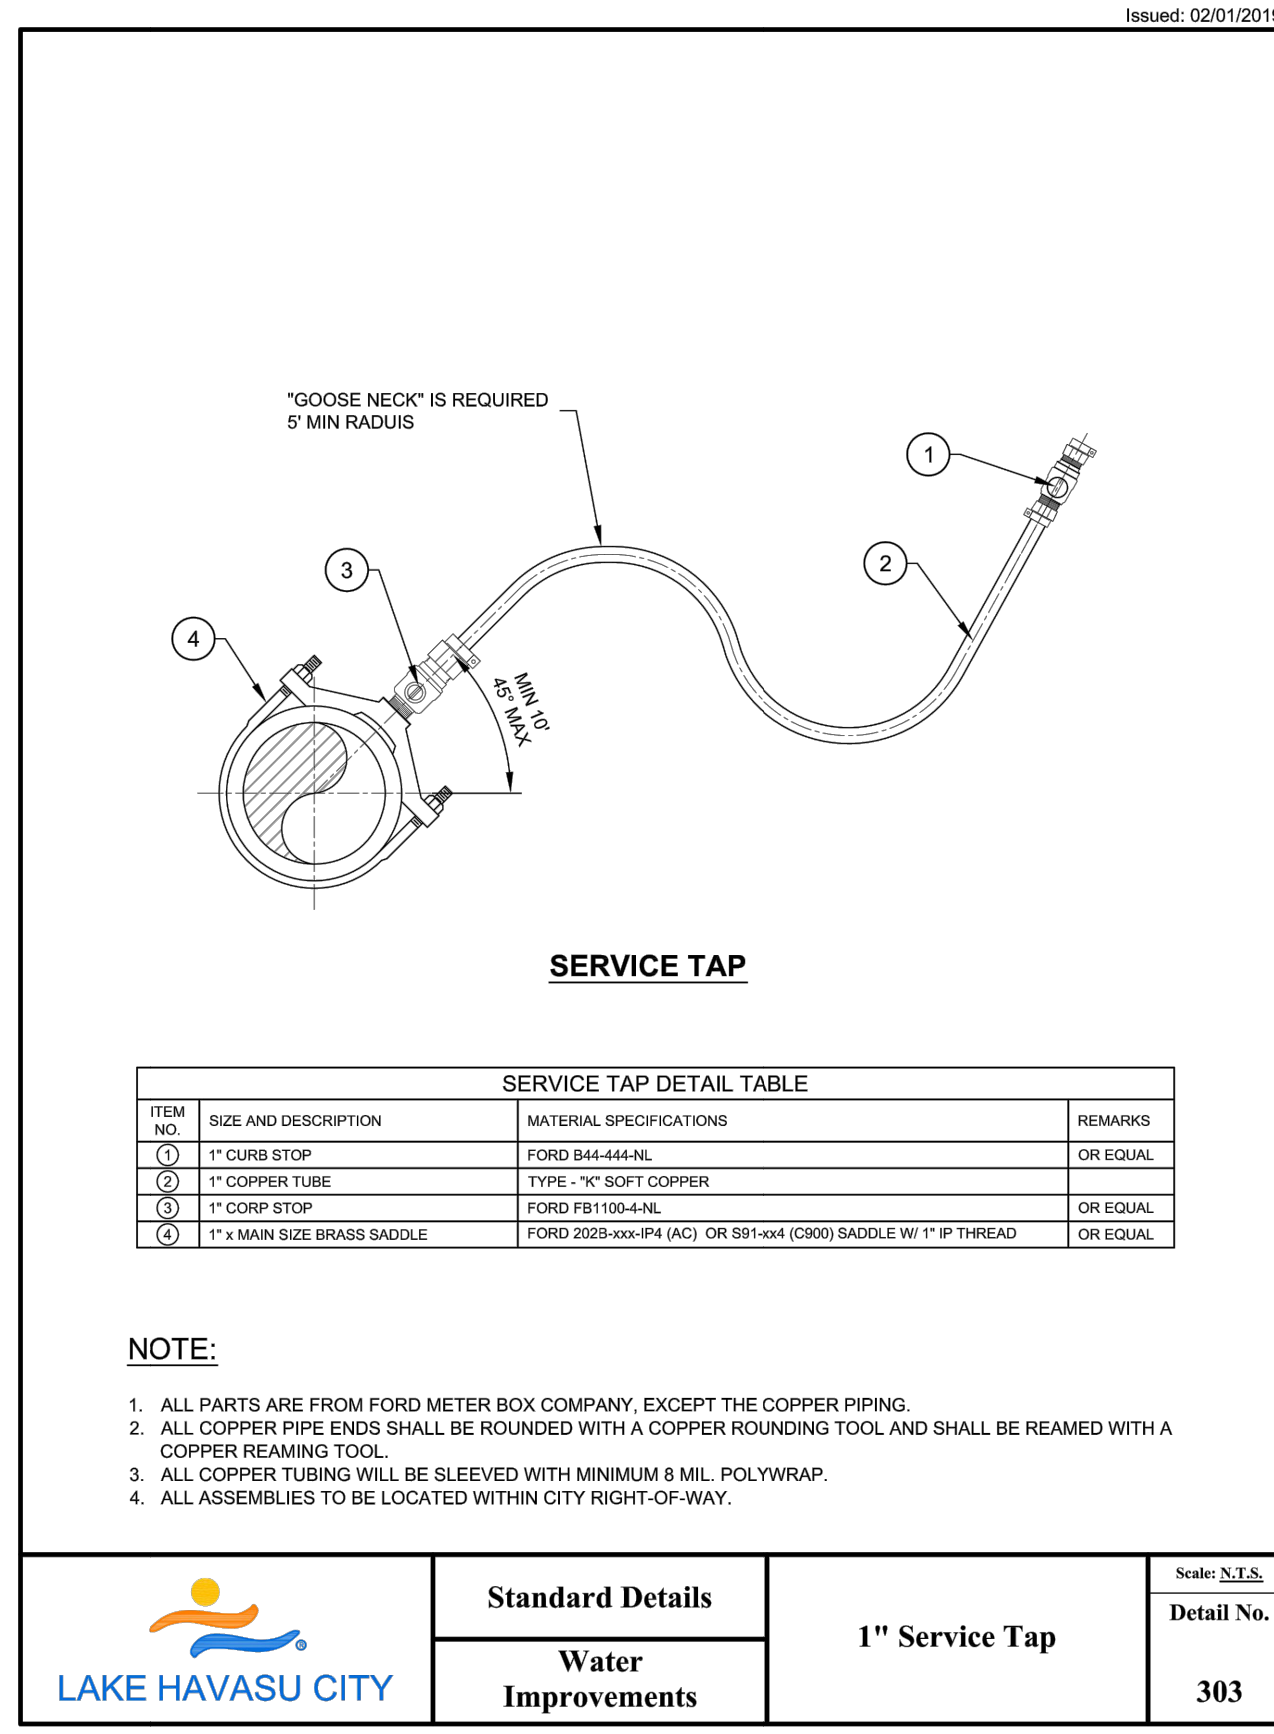 Issued: 02/01/2019
"GOOSE NECK" IS REQUIRED
5' MIN RADUIS
1
2
3
4
MIN 10'
45° MAX
SERVICE TAP
SERVICE TAP DETAIL TABLE
ITEM NO. SIZE AND DESCRIPTION MATERIAL SPECIFICATIONS REMARKS
1 1" CURB STOP FORD B44-444-NL OR EQUAL
2 1" COPPER TUBE TYPE - "K" SOFT COPPER
3 1" CORP STOP FORD FB1100-4-NL OR EQUAL
4 1" x MAIN SIZE BRASS SADDLE FORD 202B-xxx-IP4 (AC) OR S91-xx4 (C900) SADDLE W/ 1" IP THREAD OR EQUAL
NOTE:
1. ALL PARTS ARE FROM FORD METER BOX COMPANY, EXCEPT THE COPPER PIPING.
2. ALL COPPER PIPE ENDS SHALL BE ROUNDED WITH A COPPER ROUNDING TOOL AND SHALL BE REAMED WITH A
COPPER REAMING TOOL.
3. ALL COPPER TUBING WILL BE SLEEVED WITH MINIMUM 8 MIL. POLYWRAP.
4. ALL ASSEMBLIES TO BE LOCATED WITHIN CITY RIGHT-OF-WAY.
®
LAKE HAVASU CITY
Standard Details
Water
Improvements
1" Service Tap
Scale: N.T.S.
Detail No.
303